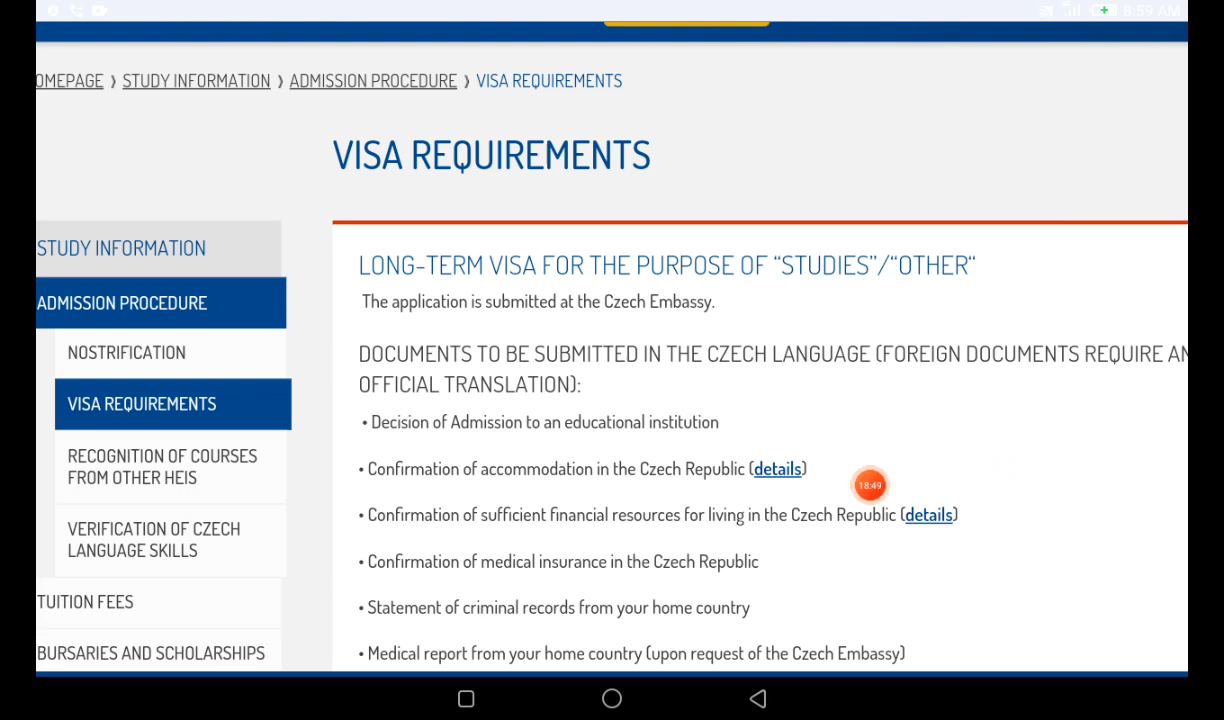 8:59 AM
OMEPAGE ⟩ STUDY INFORMATION ⟩ ADMISSION PROCEDURE ⟩ VISA REQUIREMENTS
VISA REQUIREMENTS
STUDY INFORMATION
ADMISSION PROCEDURE
NOSTRIFICATION
VISA REQUIREMENTS
RECOGNITION OF COURSES
FROM OTHER HEIS
VERIFICATION OF CZECH
LANGUAGE SKILLS
TUITION FEES
BURSARIES AND SCHOLARSHIPS
LONG-TERM VISA FOR THE PURPOSE OF “STUDIES”/“OTHER“
The application is submitted at the Czech Embassy.
DOCUMENTS TO BE SUBMITTED IN THE CZECH LANGUAGE (FOREIGN DOCUMENTS REQUIRE AN
OFFICIAL TRANSLATION):
• Decision of Admission to an educational institution
• Confirmation of accommodation in the Czech Republic (details)
18:49
• Confirmation of sufficient financial resources for living in the Czech Republic (details)
• Confirmation of medical insurance in the Czech Republic
• Statement of criminal records from your home country
• Medical report from your home country (upon request of the Czech Embassy)